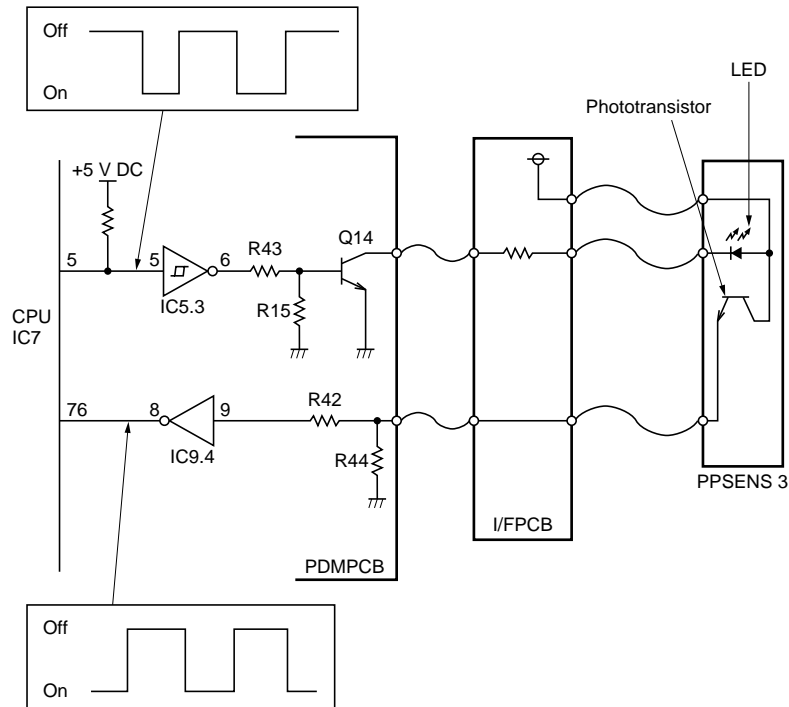 Off
On
LED
Phototransistor
+5 V DC
5
5
6
R43
Q14
IC5.3
R15
CPU
IC7
76
8
9
R42
IC9.4
R44
PPSENS 3
I/FPCB
PDMPCB
Off
On